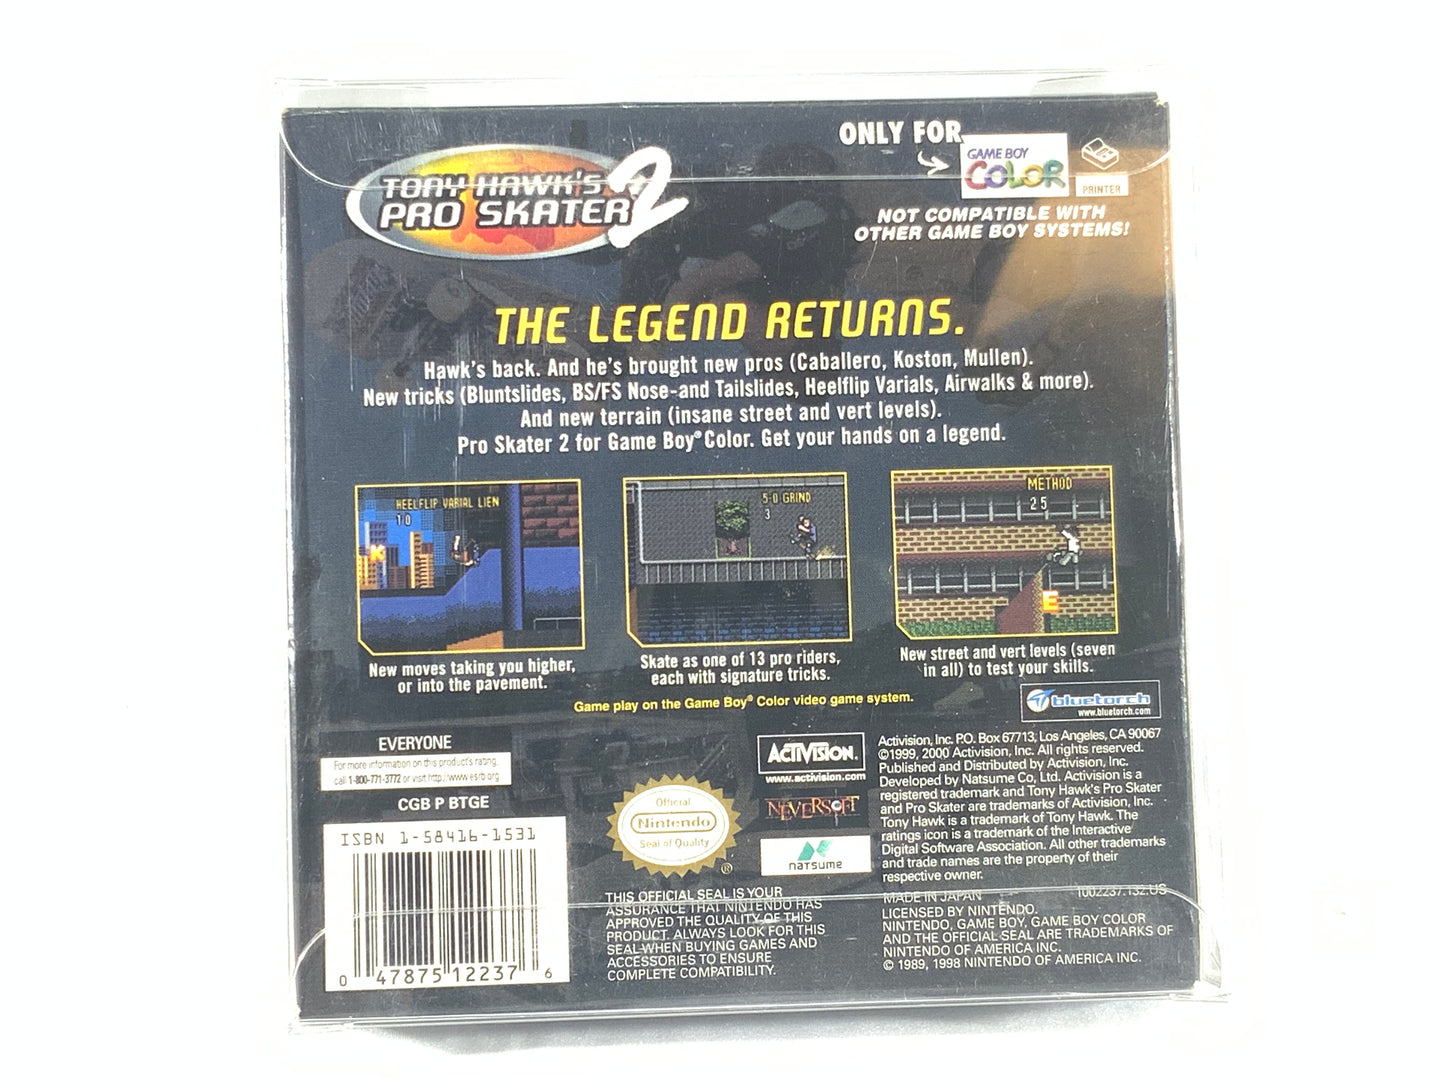 TONY HAWK'S
PRO SKATER 2
ONLY FOR
GAME BOY
COLOR
PRINTER
NOT COMPATIBLE WITH
OTHER GAME BOY SYSTEMS!
THE LEGEND RETURNS.
Hawk's back. And he's brought new pros (Caballero, Koston, Mullen).
New tricks (Bluntslides, BS/FS Nose-and Tailslides, Heelflip Varials, Airwalks & more).
And new terrain (insane street and vert levels).
Pro Skater 2 for Game Boy® Color. Get your hands on a legend.
HEELFLIP VARIAL LIEN
10
K
5-0 GRIND
3
METHOD
25
E
New moves taking you higher,
or into the pavement.
Skate as one of 13 pro riders,
each with signature tricks.
New street and vert levels (seven
in all) to test your skills.
Game play on the Game Boy® Color video game system.
bluetorch
www.bluetorch.com
EVERYONE
For more information on this product's rating,
call 1-800-771-3772 or visit http://www.esrb.org
CGB P BTGE
ISBN 1-58416-1531
0 47875 12237 6
Official
Nintendo
Seal of Quality
®
THIS OFFICIAL SEAL IS YOUR
ASSURANCE THAT NINTENDO HAS
APPROVED THE QUALITY OF THIS
PRODUCT. ALWAYS LOOK FOR THIS
SEAL WHEN BUYING GAMES AND
ACCESSORIES TO ENSURE
COMPLETE COMPATIBILITY.
ACTIVISION.
www.activision.com
NEVERSOFT
NATSUME
Activision, Inc. P.O. Box 67713, Los Angeles, CA 90067
©1999, 2000 Activision, Inc. All rights reserved.
Published and Distributed by Activision, Inc.
Developed by Natsume Co, Ltd. Activision is a
registered trademark and Tony Hawk's Pro Skater
and Pro Skater are trademarks of Activision, Inc.
Tony Hawk is a trademark of Tony Hawk. The
ratings icon is a trademark of the Interactive
Digital Software Association. All other trademarks
and trade names are the property of their
respective owner.
MADE IN JAPAN 1002237.132.US
LICENSED BY NINTENDO.
NINTENDO, GAME BOY, GAME BOY COLOR
AND THE OFFICIAL SEAL ARE TRADEMARKS OF
NINTENDO OF AMERICA INC.
© 1989, 1998 NINTENDO OF AMERICA INC.